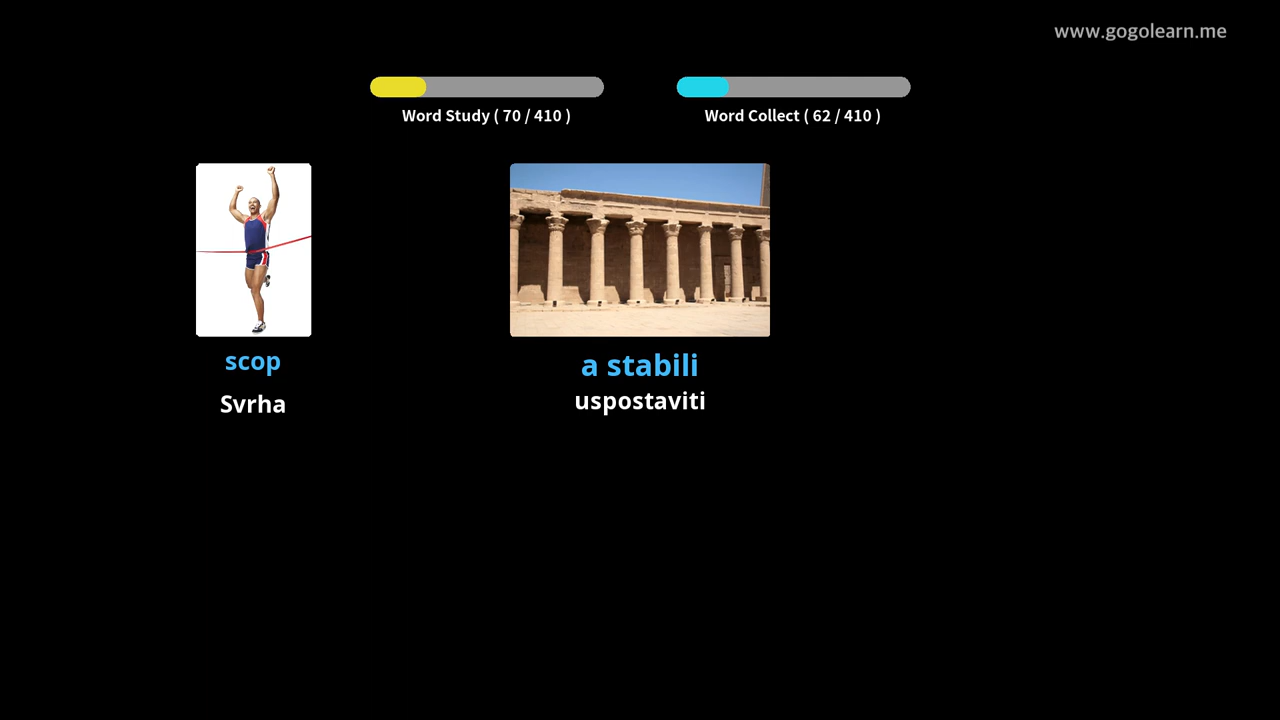 www.gogolearn.me
Word Study ( 70 / 410 )
Word Collect ( 62 / 410 )
scop
Svrha
a stabili
uspostaviti